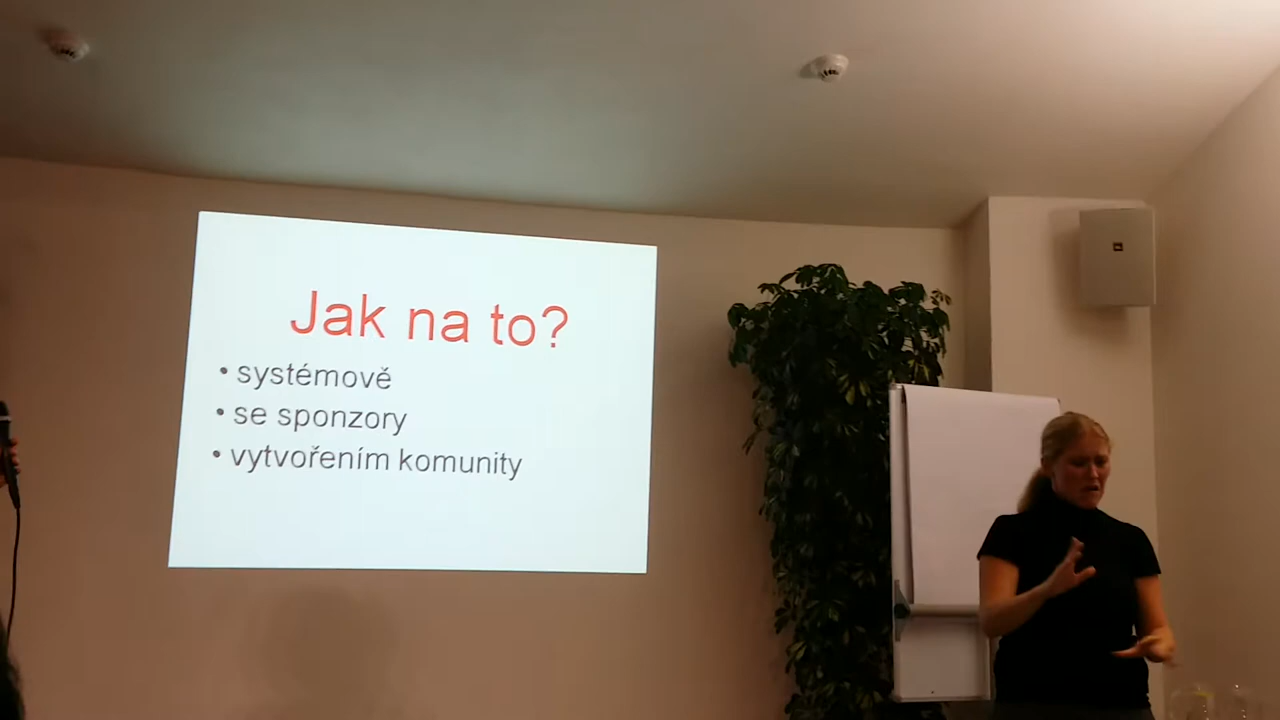 Jak na to?
• systémově
• se sponzory
• vytvořením komunity